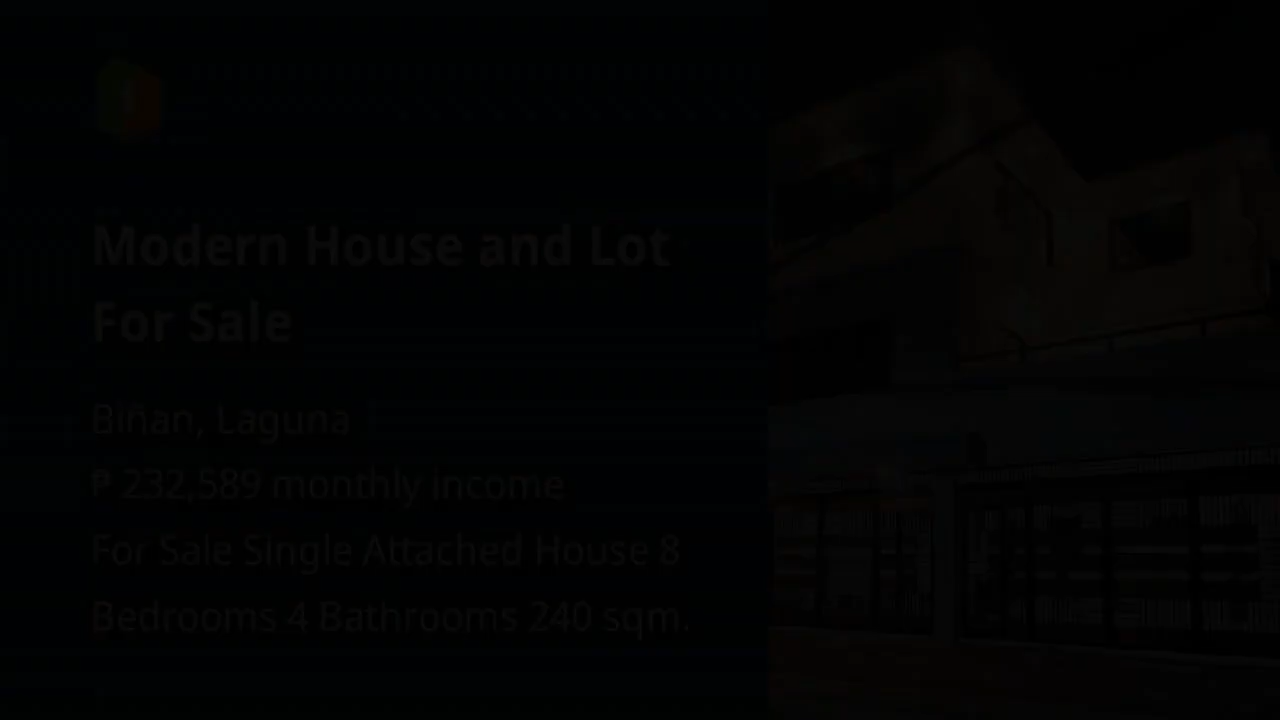 Modern House and Lot
For Sale
Biñan, Laguna
₱ 232,589 monthly income
For Sale Single Attached House 8
Bedrooms 4 Bathrooms 240 sqm.